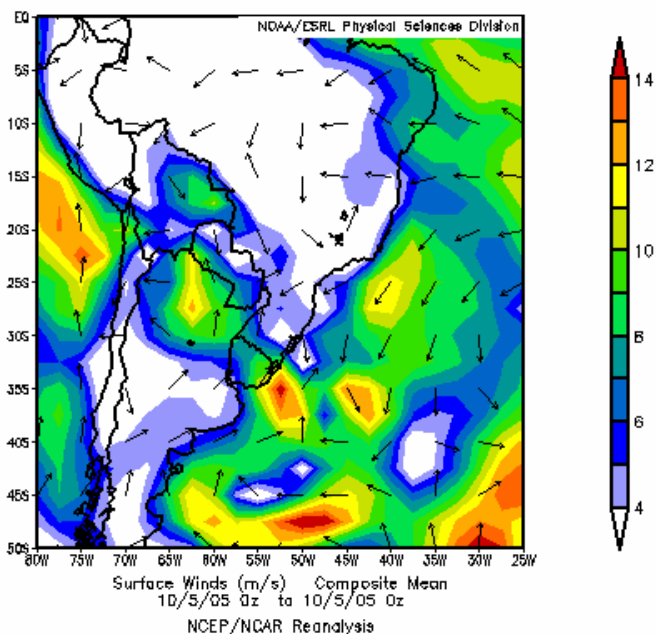 NOAA/ESRL Physical Sciences Division
EQ
5S
10S
15S
20S
25S
30S
35S
40S
45S
50S
80W 75W 70W 65W 60W 55W 50W 45W 40W 35W 30W 25W
14
12
10
8
6
4
Surface Winds (m/s) Composite Mean
10/5/05 0z to 10/5/05 0z
NCEP/NCAR Reanalysis